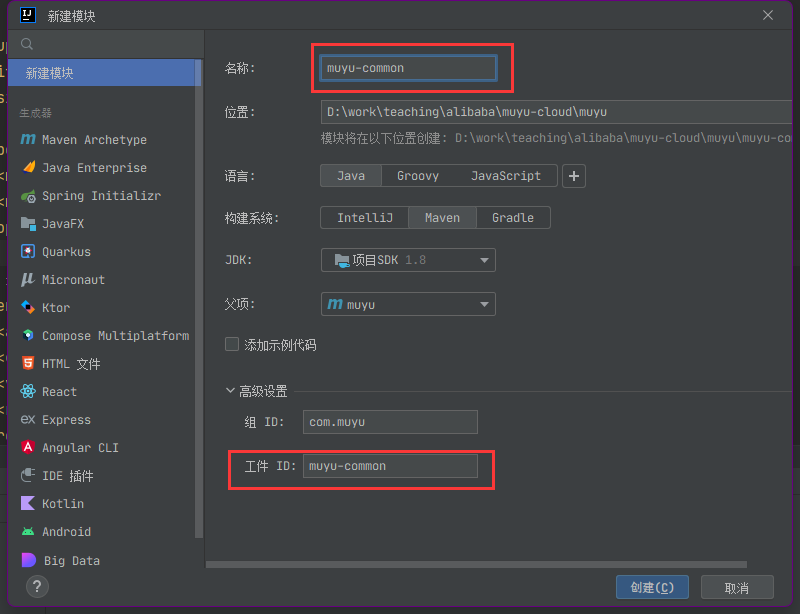 新建模块
新建模块
生成器
Maven Archetype
Java Enterprise
Spring Initializr
JavaFX
Quarkus
Micronaut
Ktor
Compose Multiplatform
HTML 文件
React
Express
Angular CLI
IDE 插件
Kotlin
Android
Big Data
名称:
muyu-common
位置:
D:\work\teaching\alibaba\muyu-cloud\muyu
模块将在以下位置创建: D:\work\teaching\alibaba\muyu-cloud\muyu\muyu-co
语言:
Java Groovy JavaScript +
构建系统:
IntelliJ Maven Gradle
JDK:
项目SDK 1.8
父项:
muyu
添加示例代码
高级设置
组 ID:
com.muyu
工件 ID:
muyu-common
?
创建(C) 取消